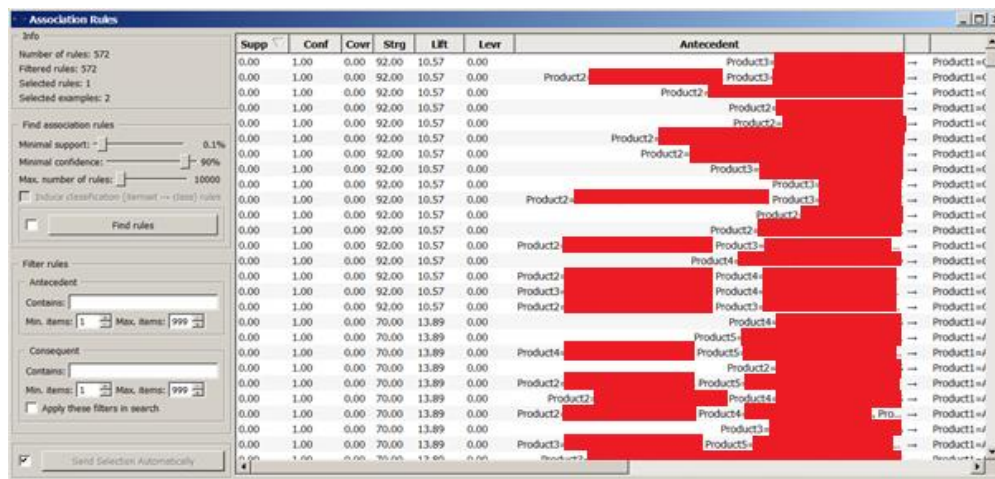 Association Rules
Info
Number of rules: 572
Filtered rules: 572
Selected rules: 1
Selected examples: 2
Find association rules
Minimal support: 0.1%
Minimal confidence: 90%
Max. number of rules: 10000
Induce classification (itemset → class) rules
Find rules
Filter rules
Antecedent
Contains:
Min. items: 1 Max. items: 999
Consequent
Contains:
Min. items: 1 Max. items: 999
Apply these filters in search
Send Selection Automatically
Supp Conf Covr Strg Lift Levr Antecedent
0.00 1.00 0.00 92.00 10.57 0.00 Product3= → Product1=
0.00 1.00 0.00 92.00 10.57 0.00 Product2= Product3= → Product1=
0.00 1.00 0.00 92.00 10.57 0.00 Product2= → Product1=
0.00 1.00 0.00 92.00 10.57 0.00 Product2= → Product1=
0.00 1.00 0.00 92.00 10.57 0.00 Product2= → Product1=
0.00 1.00 0.00 92.00 10.57 0.00 Product2= → Product1=
0.00 1.00 0.00 92.00 10.57 0.00 Product2= → Product1=
0.00 1.00 0.00 92.00 10.57 0.00 Product3= → Product1=
0.00 1.00 0.00 92.00 10.57 0.00 Product3= → Product1=
0.00 1.00 0.00 92.00 10.57 0.00 Product2= Product3= → Product1=
0.00 1.00 0.00 92.00 10.57 0.00 Product2 → Product1=
0.00 1.00 0.00 92.00 10.57 0.00 Product2= → Product1=
0.00 1.00 0.00 92.00 10.57 0.00 Product2= Product3= → Product1=
0.00 1.00 0.00 92.00 10.57 0.00 Product4= → Product1=
0.00 1.00 0.00 92.00 10.57 0.00 Product2= Product4= → Product1=
0.00 1.00 0.00 92.00 10.57 0.00 Product3= Product4= → Product1=
0.00 1.00 0.00 92.00 10.57 0.00 Product2= Product3= → Product1=
0.00 1.00 0.00 70.00 13.89 0.00 Product4= → Product1=A
0.00 1.00 0.00 70.00 13.89 0.00 Product5= → Product1=A
0.00 1.00 0.00 70.00 13.89 0.00 Product4= Product5= → Product1=A
0.00 1.00 0.00 70.00 13.89 0.00 Product2= → Product1=A
0.00 1.00 0.00 70.00 13.89 0.00 Product2= Product5= → Product1=A
0.00 1.00 0.00 70.00 13.89 0.00 Product2= Product4= → Product1=A
0.00 1.00 0.00 70.00 13.89 0.00 Product2= Product4= , Pro... → Product1=A
0.00 1.00 0.00 70.00 13.89 0.00 Product3= → Product1=A
0.00 1.00 0.00 70.00 13.89 0.00 Product3= Product5= → Product1=A